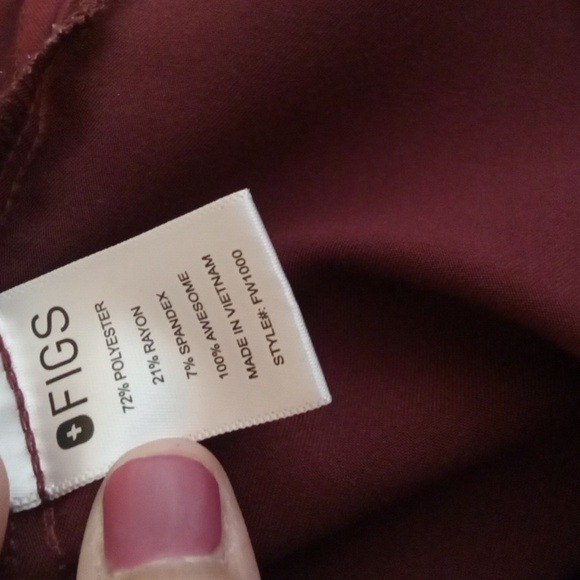 FIGS
72% POLYESTER
21% RAYON
7% SPANDEX
100% AWESOME
MADE IN VIETNAM
STYLE#: FW1000